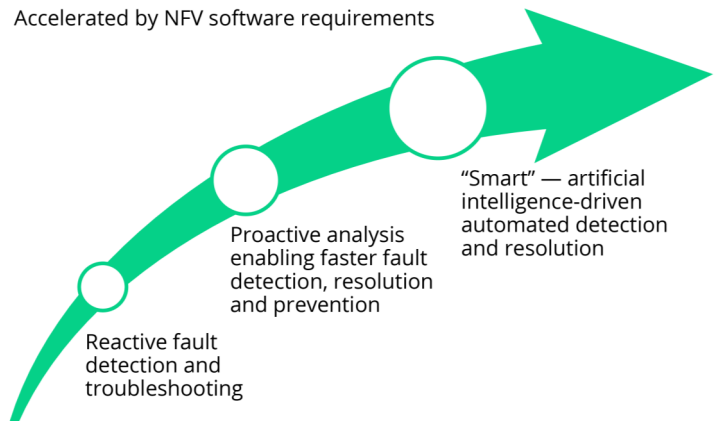 Accelerated by NFV software requirements
“Smart” — artificial
intelligence-driven
automated detection
and resolution
Proactive analysis
enabling faster fault
detection, resolution
and prevention
Reactive fault
detection and
troubleshooting